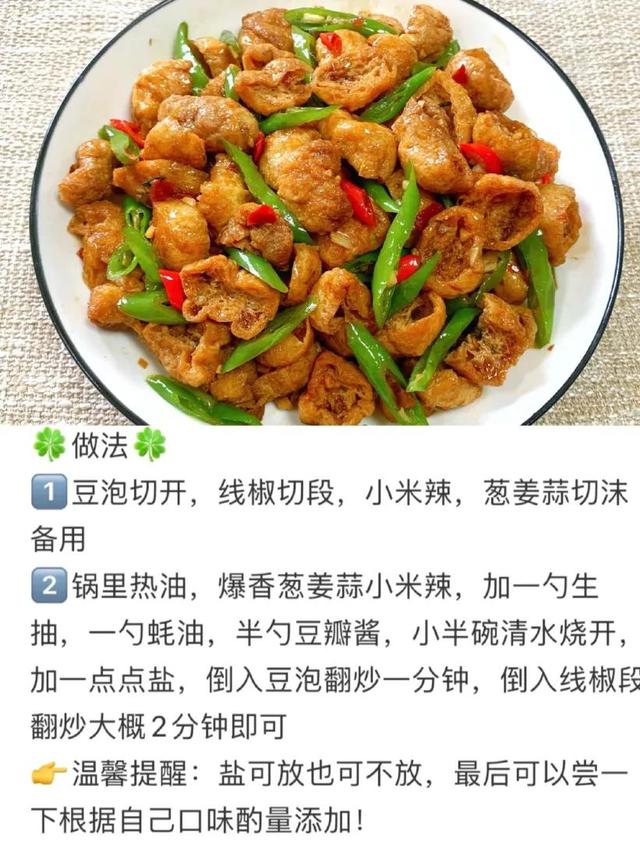 🍀做法🍀
1️⃣豆泡切开，线椒切段，小米辣，葱姜蒜切沫
备用
2️⃣锅里热油，爆香葱姜蒜小米辣，加一勺生
抽，一勺蚝油，半勺豆瓣酱，小半碗清水烧开，
加一点点盐，倒入豆泡翻炒一分钟，倒入线椒段
翻炒大概2分钟即可
👉温馨提醒：盐可放也可不放，最后可以尝一
下根据自己口味酌量添加！